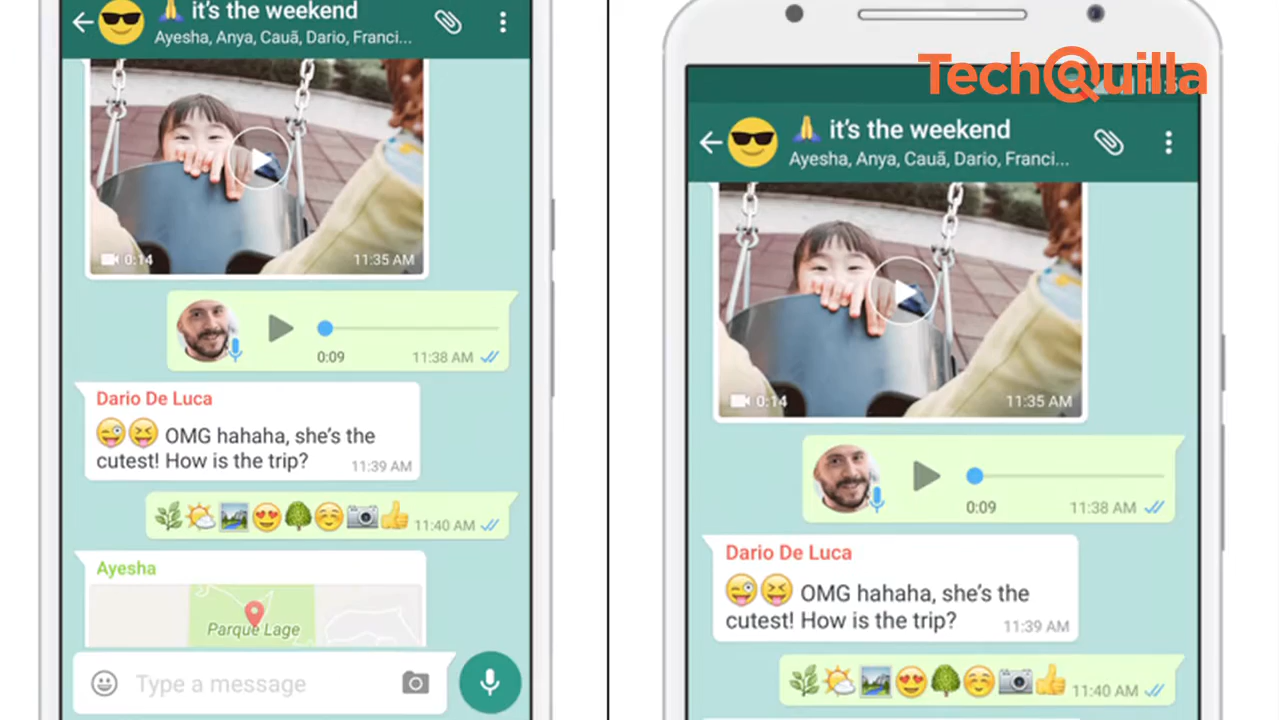 🙏 it's the weekend
Ayesha, Anya, Cauã, Dario, Franci...
0:14
11:35 AM
0:09
11:38 AM
Dario De Luca
😜😝 OMG hahaha, she's the
cutest! How is the trip?
11:39 AM
🌿🌤🏞😍🌳☺📷👍 11:40 AM
Ayesha
Parque Lage
Type a message
TechQuilla
🙏 it's the weekend
Ayesha, Anya, Cauã, Dario, Franci...
0:14
11:35 AM
0:09
11:38 AM
Dario De Luca
😜😝 OMG hahaha, she's the
cutest! How is the trip?
11:39 AM
🌿🌤🏞😍🌳☺📷👍 11:40 AM